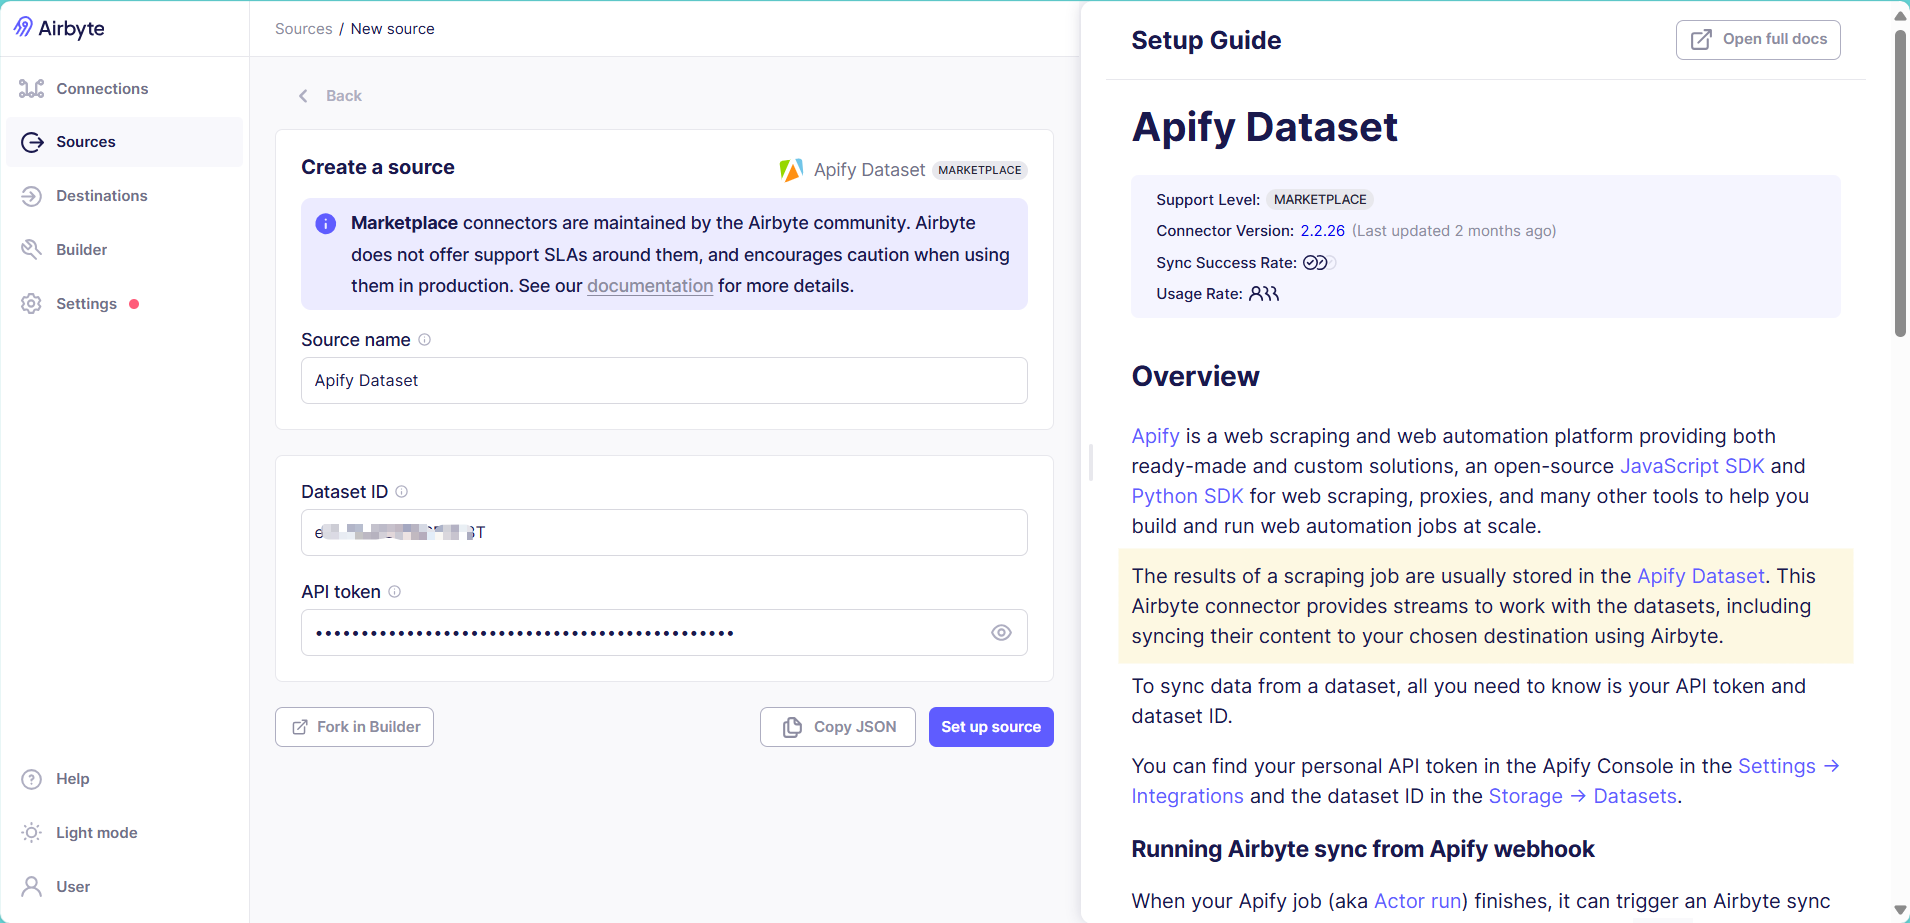 Airbyte
Connections
Sources
Destinations
Builder
Settings
Help
Light mode
User
Sources / New source
Back
Create a source
Apify Dataset MARKETPLACE
Marketplace connectors are maintained by the Airbyte community. Airbyte
does not offer support SLAs around them, and encourages caution when using
them in production. See our documentation for more details.
Source name
Apify Dataset
Dataset ID
API token
••••••••••••••••••••••••••••••••••••••••••••••
Fork in Builder
Copy JSON
Set up source
Setup Guide
Open full docs
Apify Dataset
Support Level: MARKETPLACE
Connector Version: 2.2.26 (Last updated 2 months ago)
Sync Success Rate:
Usage Rate:
Overview
Apify is a web scraping and web automation platform providing both
ready-made and custom solutions, an open-source JavaScript SDK and
Python SDK for web scraping, proxies, and many other tools to help you
build and run web automation jobs at scale.
The results of a scraping job are usually stored in the Apify Dataset. This
Airbyte connector provides streams to work with the datasets, including
syncing their content to your chosen destination using Airbyte.
To sync data from a dataset, all you need to know is your API token and
dataset ID.
You can find your personal API token in the Apify Console in the Settings →
Integrations and the dataset ID in the Storage → Datasets.
Running Airbyte sync from Apify webhook
When your Apify job (aka Actor run) finishes, it can trigger an Airbyte sync